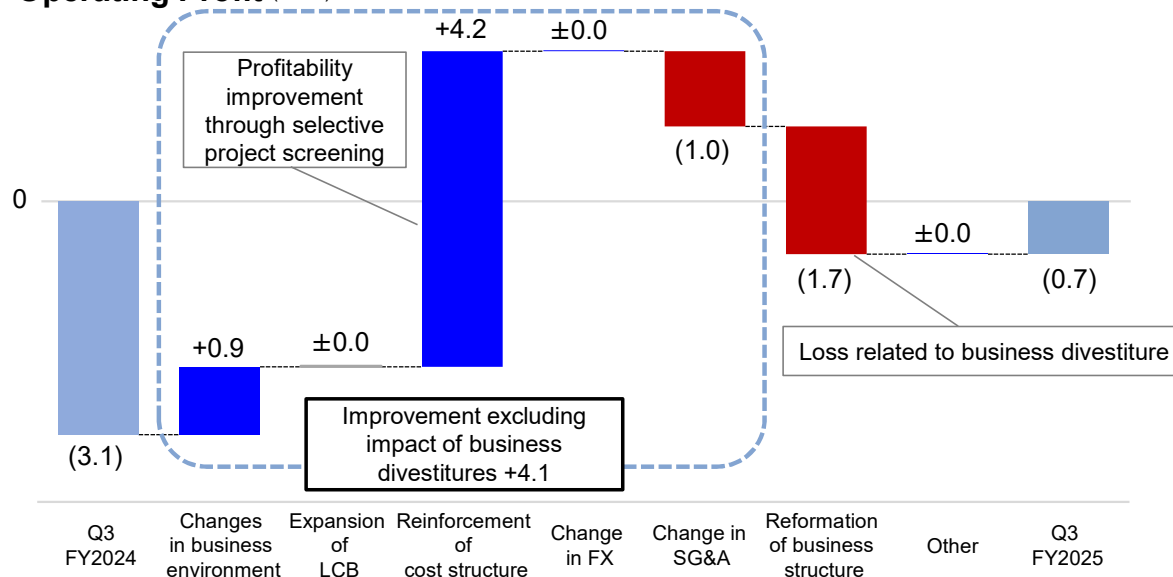 +4.2
±0.0
Profitability
improvement
through selective
project screening
(1.0)
0
±0.0
(1.7)
(0.7)
+0.9
±0.0
Loss related to business divestiture
Improvement excluding
impact of business
divestitures +4.1
(3.1)
Q3
FY2024
Changes
in business
environment
Expansion
of
LCB
Reinforcement
of
cost structure
Change
in FX
Change in
SG&A
Reformation
of business
structure
Other
Q3
FY2025